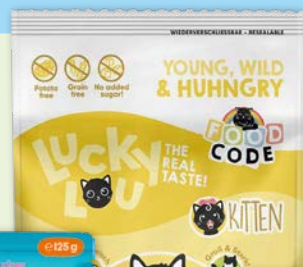 WIEDERVERSCHLIESSBAR - RESEALABLE
Potato free
Grain free
No added sugar!
YOUNG, WILD
& HUHNGRY
FOOD
CODE
LUCKY
LOU
THE
REAL
TASTE!
KITTEN
℮125 g